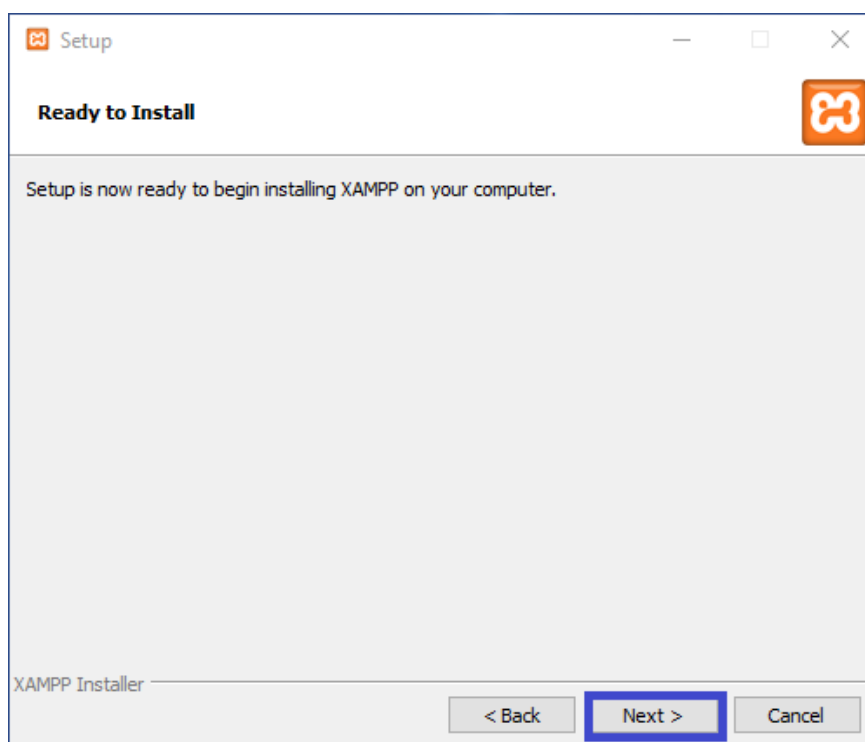 Setup
Ready to Install
Setup is now ready to begin installing XAMPP on your computer.
XAMPP Installer
< Back
Next >
Cancel